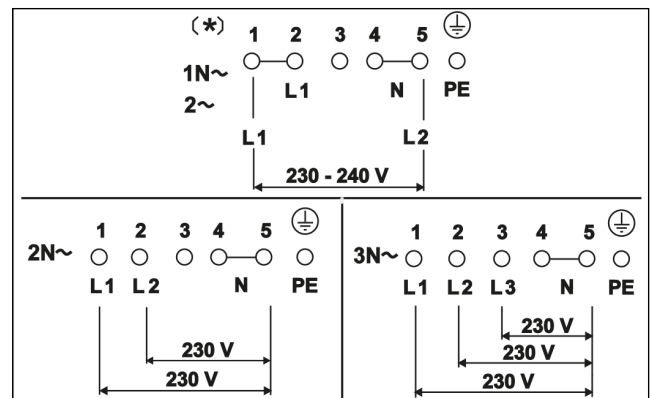 (*) 1 2 3 4 5
1N~ L1 N PE
2~
L1 L2
230 - 240 V
1 2 3 4 5
2N~
L1 L2 N PE
230 V
230 V
1 2 3 4 5
3N~
L1 L2 L3 N PE
230 V
230 V
230 V